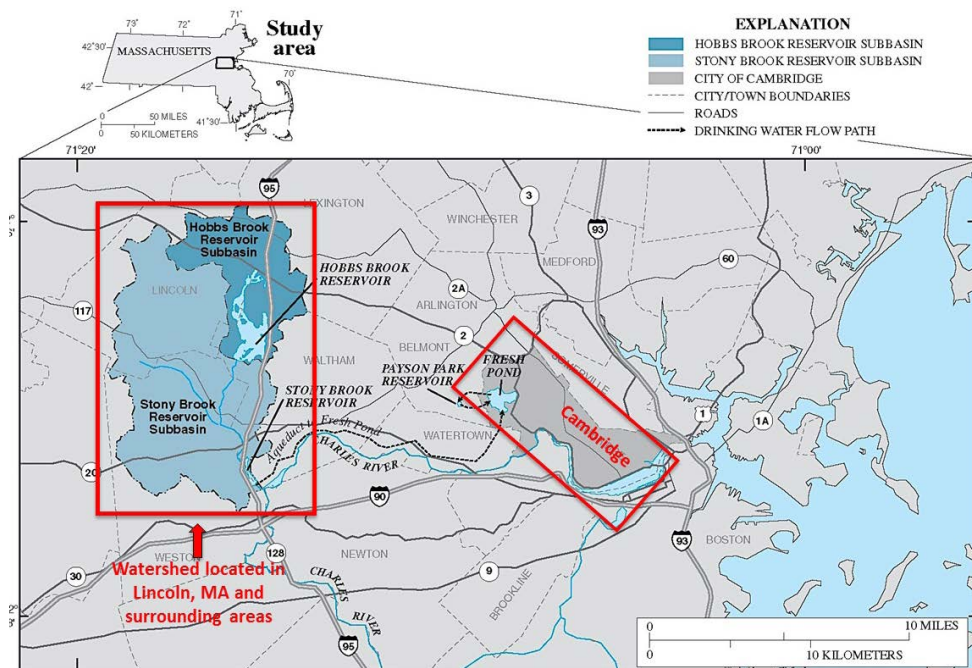 73
72
71
42°30'
MASSACHUSETTS
Study
area
70
42
0 50 MILES
0 50 KILOMETERS
41°30'
EXPLANATION
HOBBS BROOK RESERVOIR SUBBASIN
STONY BROOK RESERVOIR SUBBASIN
CITY OF CAMBRIDGE
CITY/TOWN BOUNDARIES
ROADS
DRINKING WATER FLOW PATH
71°20'
71°00'
95
LEXINGTON
3
93
WINCHESTER
Hobbs Brook
Reservoir
Subbasin
HOBBS BROOK
RESERVOIR
MEDFORD
60
LINCOLN
2A
117
ARLINGTON
2
BELMONT
WALTHAM
PAYSON PARK
RESERVOIR
FRESH
POND
SOMERVILLE
STONY BROOK
RESERVOIR
Stony Brook
Reservoir
Subbasin
WATERTOWN
Cambridge
1
1A
Aqueduct to Fresh Pond
CHARLES RIVER
20
90
BOSTON
93
WESTON
128
NEWTON
9
BROOKLINE
30
Watershed located in
Lincoln, MA and
surrounding areas
CHARLES
RIVER
95
0 10 MILES
0 10 KILOMETERS